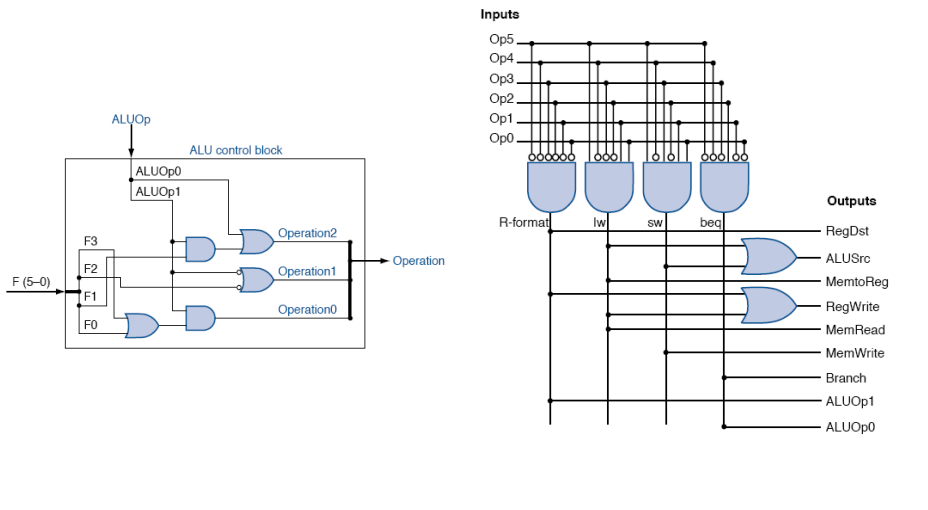 ALUOp
ALU control block
ALUOp0
ALUOp1
F3
F2
F (5–0)
F1
F0
Operation2
Operation1
Operation0
Operation
Inputs
Op5
Op4
Op3
Op2
Op1
Op0
R-format
lw
sw
beq
Outputs
RegDst
ALUSrc
MemtoReg
RegWrite
MemRead
MemWrite
Branch
ALUOp1
ALUOp0